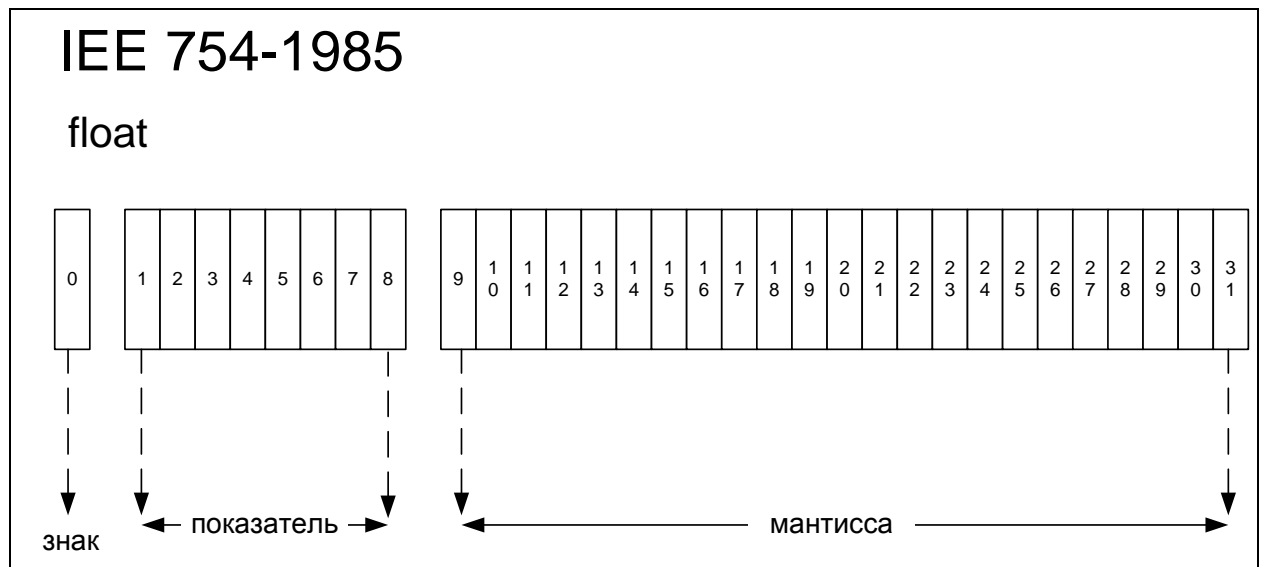 IEE 754-1985
float
0 1 2 3 4 5 6 7 8 9 10 11 12 13 14 15 16 17 18 19 20 21 22 23 24 25 26 27 28 29 30 31
знак показатель мантисса